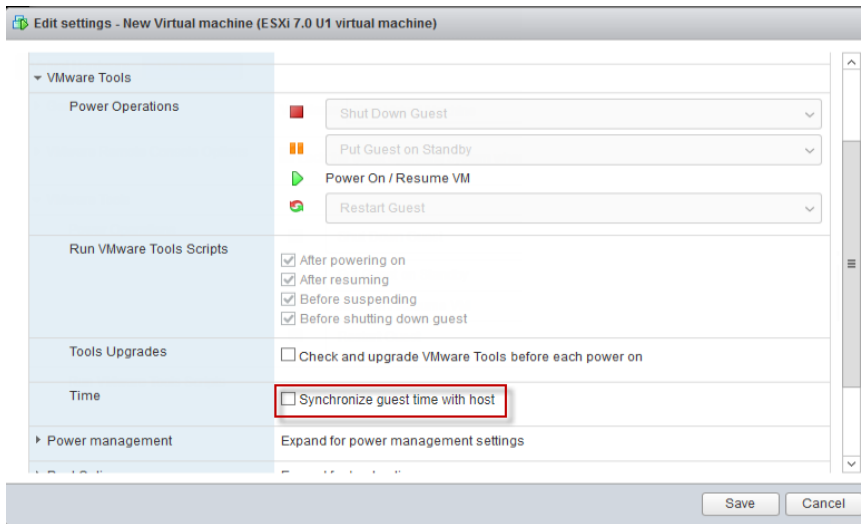 Edit settings - New Virtual machine (ESXi 7.0 U1 virtual machine)
VMware Tools
Power Operations
Shut Down Guest
Put Guest on Standby
Power On / Resume VM
Restart Guest
Run VMware Tools Scripts
After powering on
After resuming
Before suspending
Before shutting down guest
Tools Upgrades
Check and upgrade VMware Tools before each power on
Time
Synchronize guest time with host
Power management
Expand for power management settings
Save
Cancel